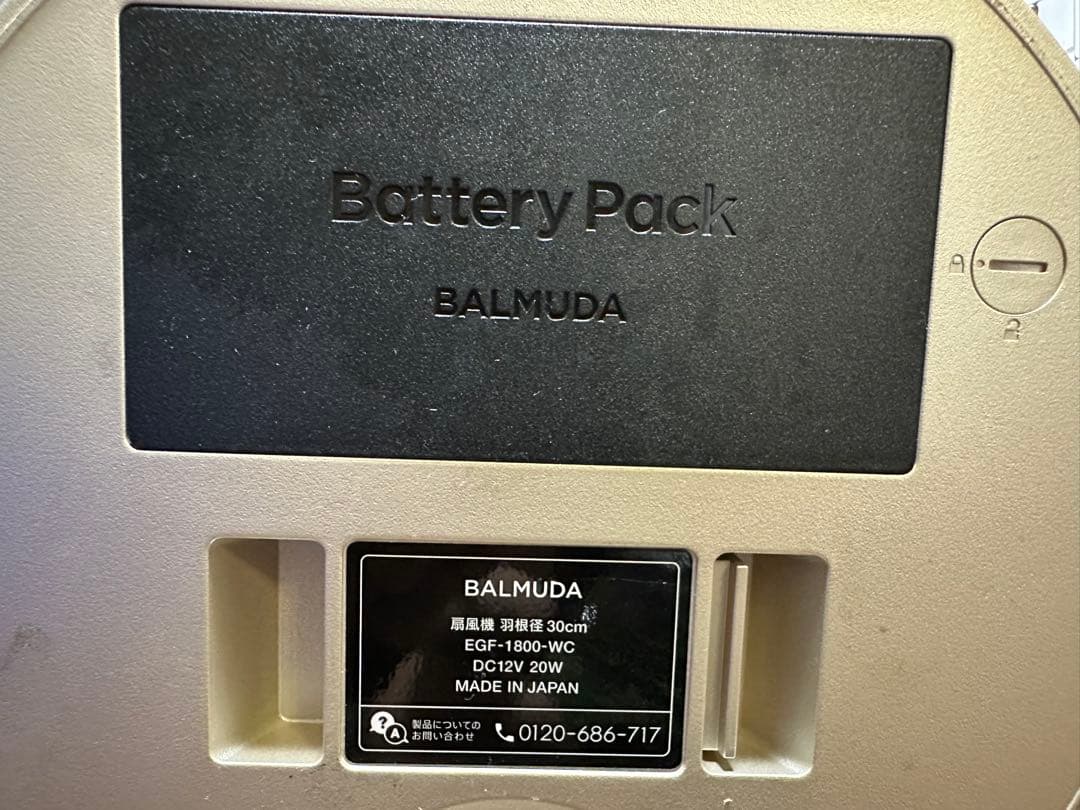 Battery Pack
BALMUDA
BALMUDA
扇風機 羽根径 30cm
EGF-1800-WC
DC12V 20W
MADE IN JAPAN
? A
製品についての
お問い合わせ
0120-686-717